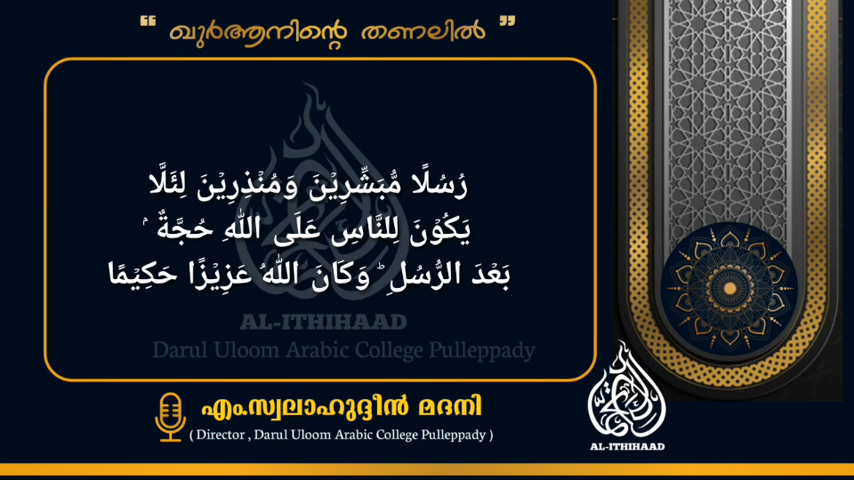 " ഖുർആനിന്റെ തണലിൽ "
رُسُلًا مُّبَشِّرِيْنَ وَمُنْذِرِيْنَ لِئَلَّا
يَكُوْنَ لِلنَّاسِ عَلَى اللّٰهِ حُجَّةٌ ۢ
بَعْدَ الرُّسُلِ ؕ وَكَانَ اللّٰهُ عَزِيْزًا حَكِيْمًا
AL-ITHIHAAD
Darul Uloom Arabic College Pulleppady
എം.സ്വലാഹുദ്ദീൻ മദനി
( Director , Darul Uloom Arabic College Pulleppady )
AL-ITHIHAAD